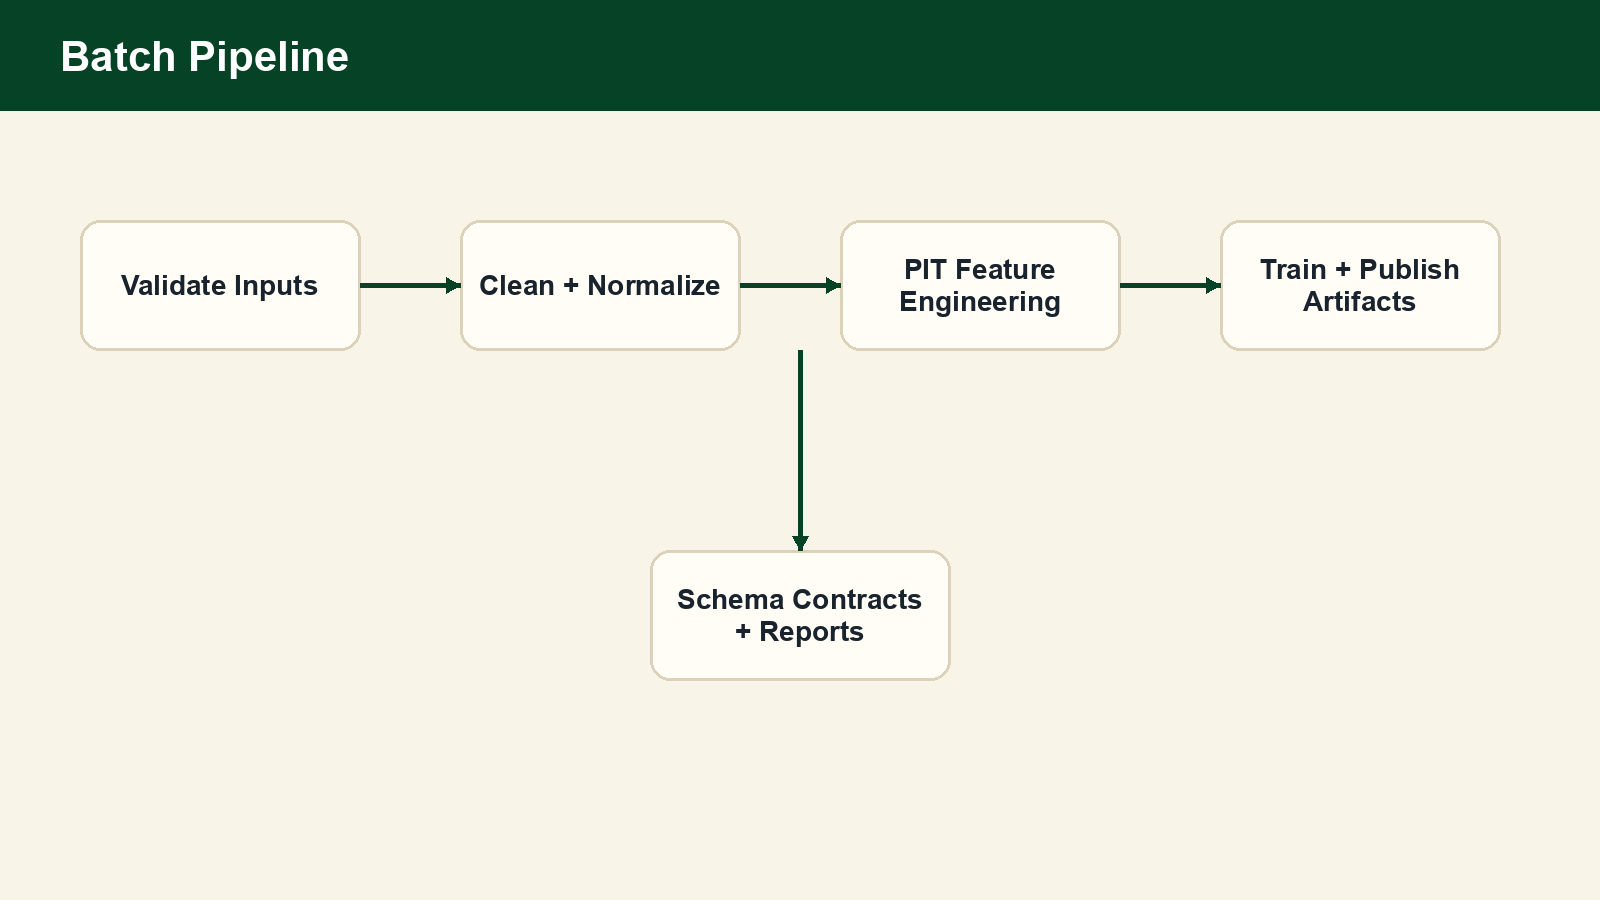 Batch Pipeline
Validate Inputs
Clean + Normalize
PIT Feature
Engineering
Train + Publish
Artifacts
Schema Contracts
+ Reports